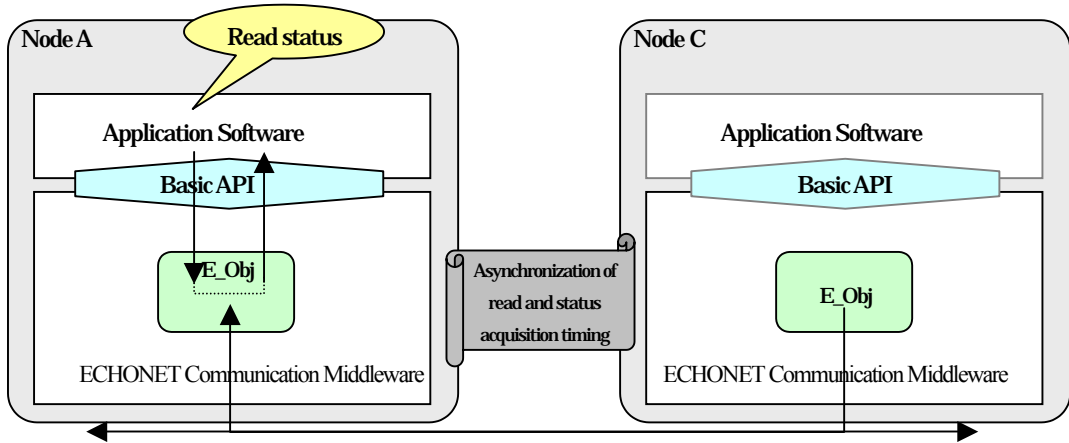 Node A
Read status
Application Software
Basic API
E_Obj
ECHONET Communication Middleware
Asynchronization of
read and status
acquisition timing
Node C
Application Software
Basic API
E_Obj
ECHONET Communication Middleware